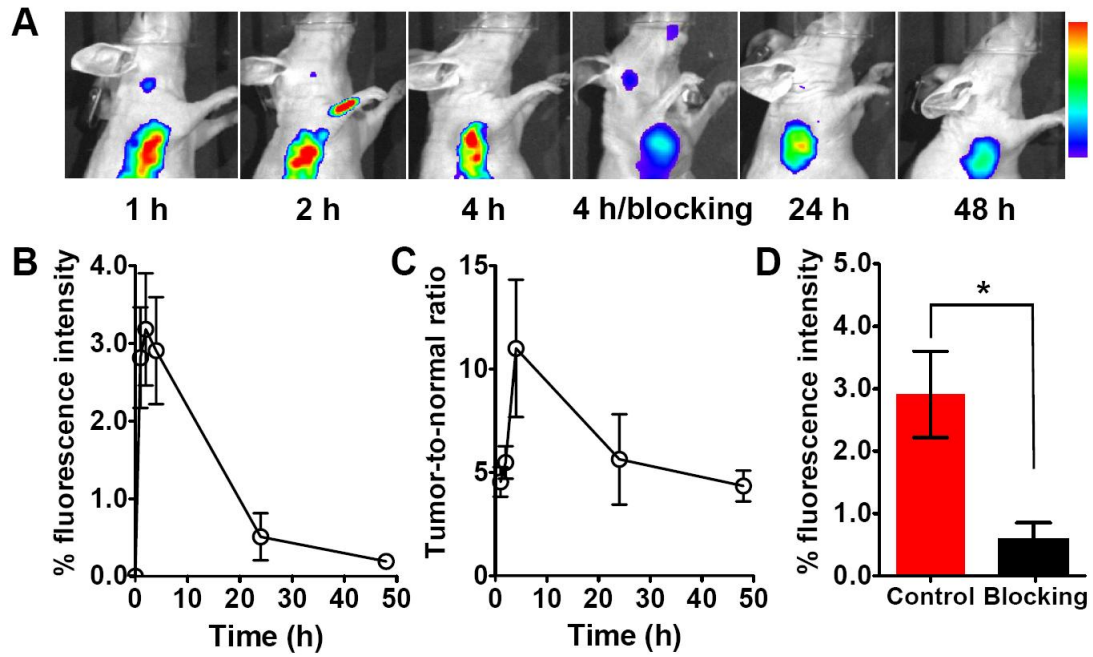 A
1 h
2 h
4 h
4 h/blocking
24 h
48 h
B
% fluorescence intensity
4.0
3.0
2.0
1.0
0.0
0
10
20
30
40
50
Time (h)
C
Tumor-to-normal ratio
15
10
5
0
0
10
20
30
40
50
Time (h)
D
% fluorescence intensity
5.0
4.0
3.0
2.0
1.0
0.0
*
Control
Blocking